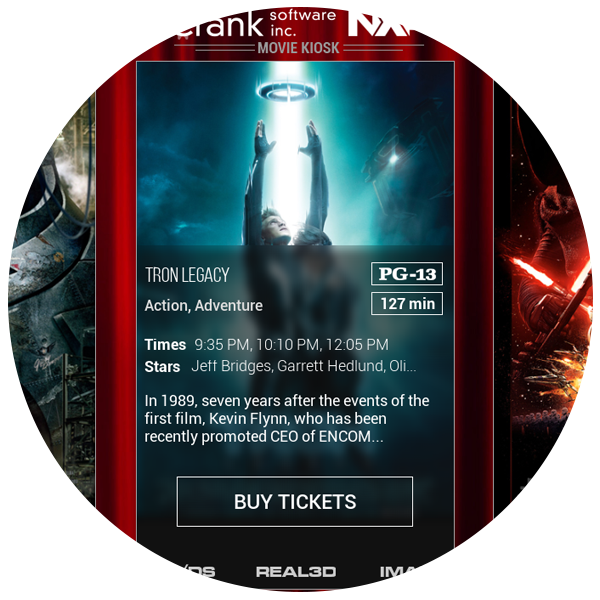 crank software inc.
MOVIE KIOSK
TRON LEGACY
PG-13
Action, Adventure
127 min
Times 9:35 PM, 10:10 PM, 12:05 PM
Stars Jeff Bridges, Garrett Hedlund, Oli...
In 1989, seven years after the events of the
first film, Kevin Flynn, who has been
recently promoted CEO of ENCOM...
BUY TICKETS
REAL3D